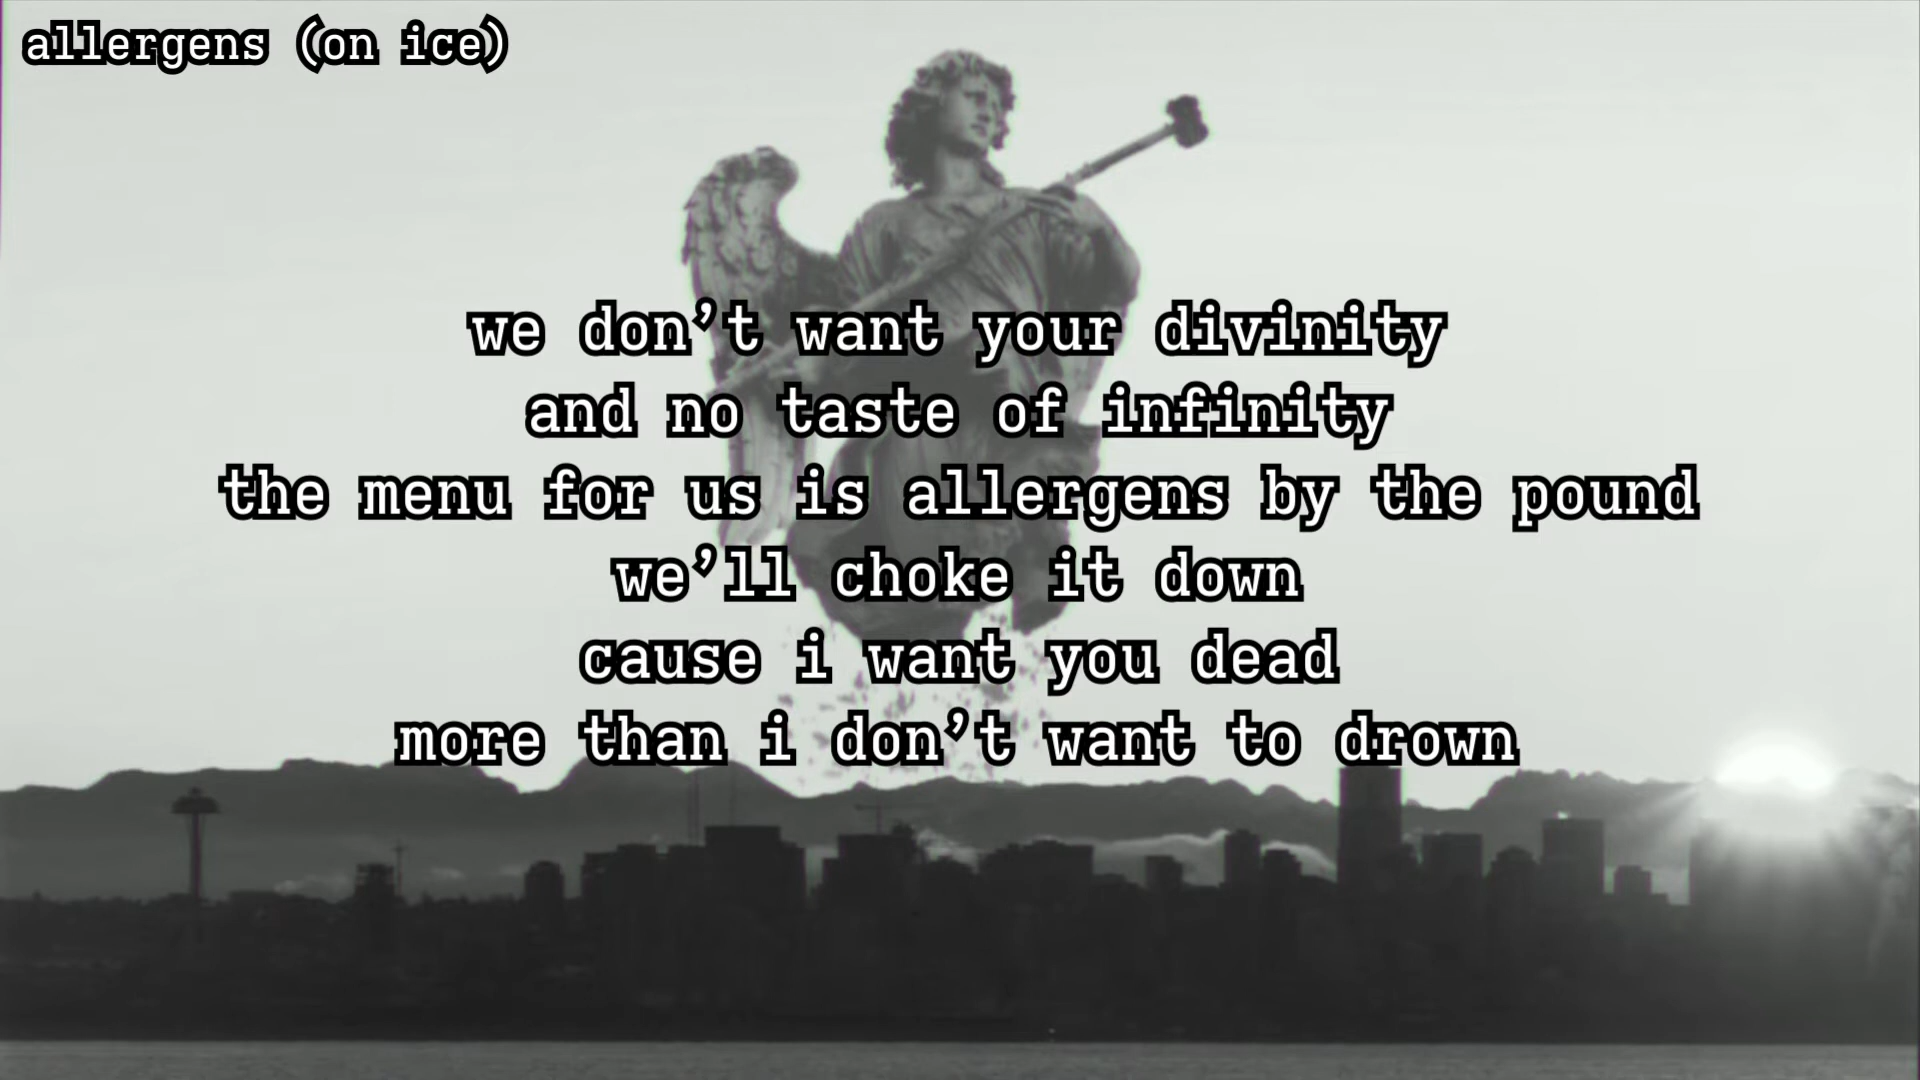 allergens (on ice)
we don’t want your divinity
and no taste of infinity
the menu for us is allergens by the pound
we’ll choke it down
cause i want you dead
more than i don’t want to drown